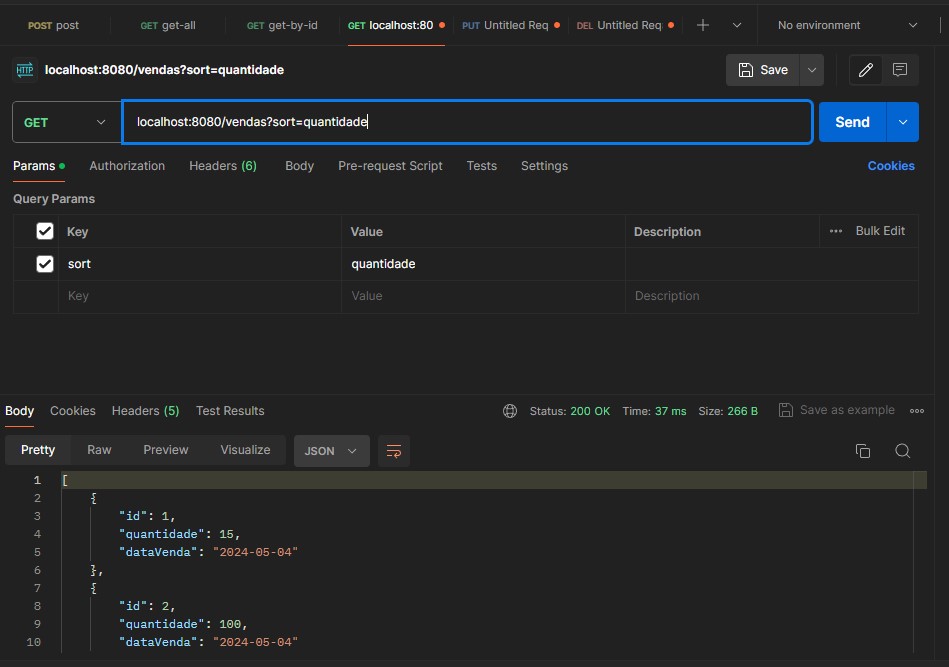 POST post GET get-all GET get-by-id GET localhost:80 PUT Untitled Req DEL Untitled Req No environment
HTTP localhost:8080/vendas?sort=quantidade Save
GET localhost:8080/vendas?sort=quantidade Send
Params Authorization Headers (6) Body Pre-request Script Tests Settings Cookies
Query Params
Key Value Description Bulk Edit
sort quantidade
Key Value Description
Body Cookies Headers (5) Test Results Status: 200 OK Time: 37 ms Size: 266 B Save as example
Pretty Raw Preview Visualize JSON
1 [
2 {
3 "id": 1,
4 "quantidade": 15,
5 "dataVenda": "2024-05-04"
6 },
7 {
8 "id": 2,
9 "quantidade": 100,
10 "dataVenda": "2024-05-04"